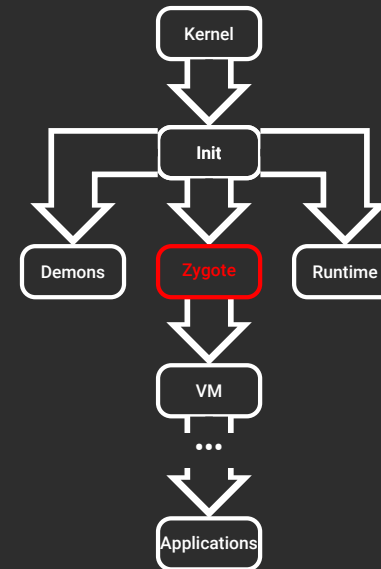 Kernel
Init
Demons
Zygote
Runtime
VM
...
Applications